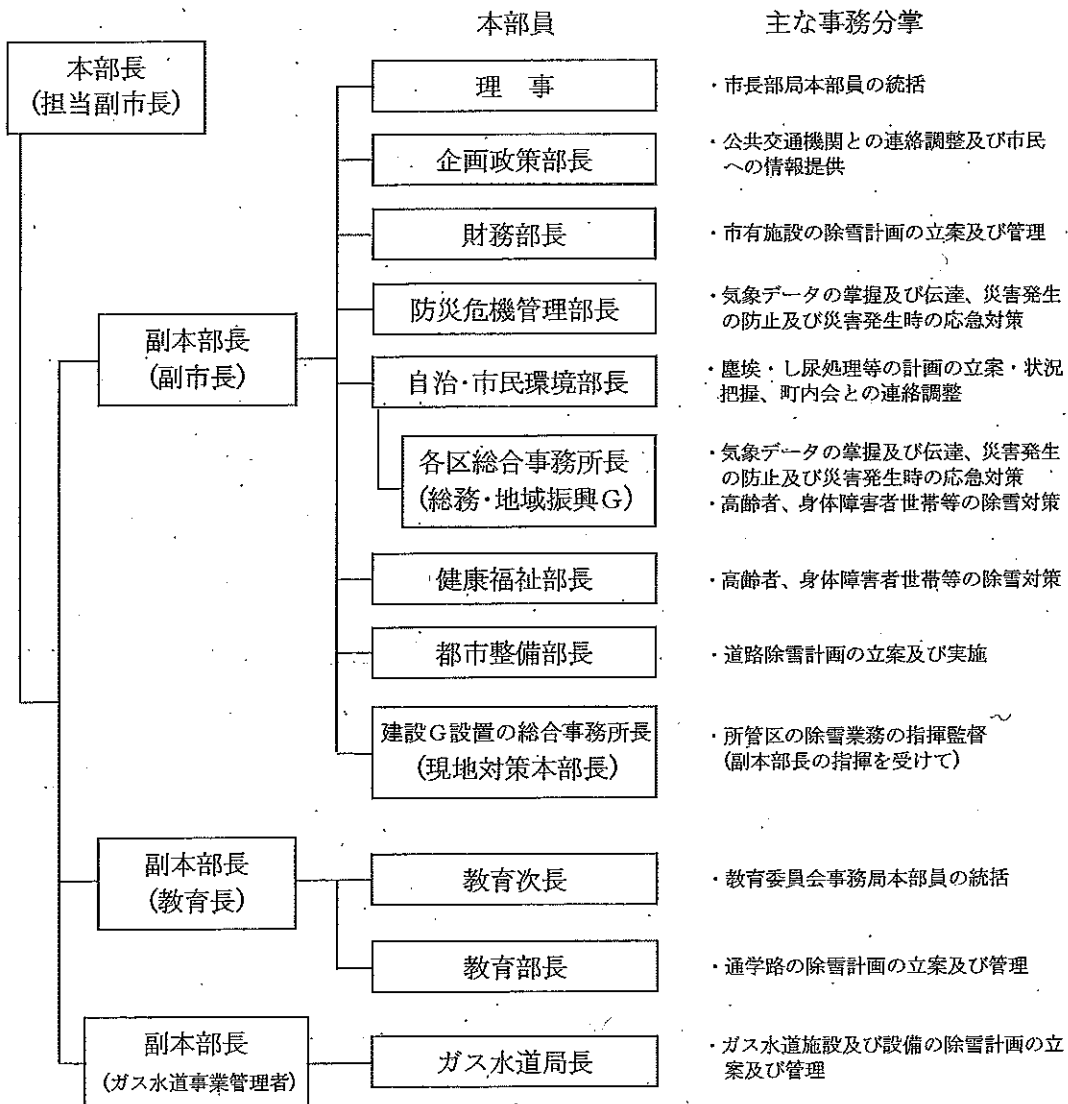 本部員
主な事務分掌
本部長
(担当副市長)
理 事
・市長部局本部員の統括
企画政策部長
・公共交通機関との連絡調整及び市民
への情報提供
財務部長
・市有施設の除雪計画の立案及び管理
防災危機管理部長
・気象データの掌握及び伝達、災害発生
の防止及び災害発生時の応急対策
副本部長
(副市長)
自治・市民環境部長
・塵埃・し尿処理等の計画の立案・状況
把握、町内会との連絡調整
各区総合事務所長
(総務・地域振興G)
・気象データの掌握及び伝達、災害発生
の防止及び災害発生時の応急対策
・高齢者、身体障害者世帯等の除雪対策
健康福祉部長
・高齢者、身体障害者世帯等の除雪対策
都市整備部長
・道路除雪計画の立案及び実施
建設G設置の総合事務所長
(現地対策本部長)
・所管区の除雪業務の指揮監督
(副本部長の指揮を受けて)
副本部長
(教育長)
教育次長
・教育委員会事務局本部員の統括
教育部長
・通学路の除雪計画の立案及び管理
副本部長
(ガス水道事業管理者)
ガス水道局長
・ガス水道施設及び設備の除雪計画の立
案及び管理